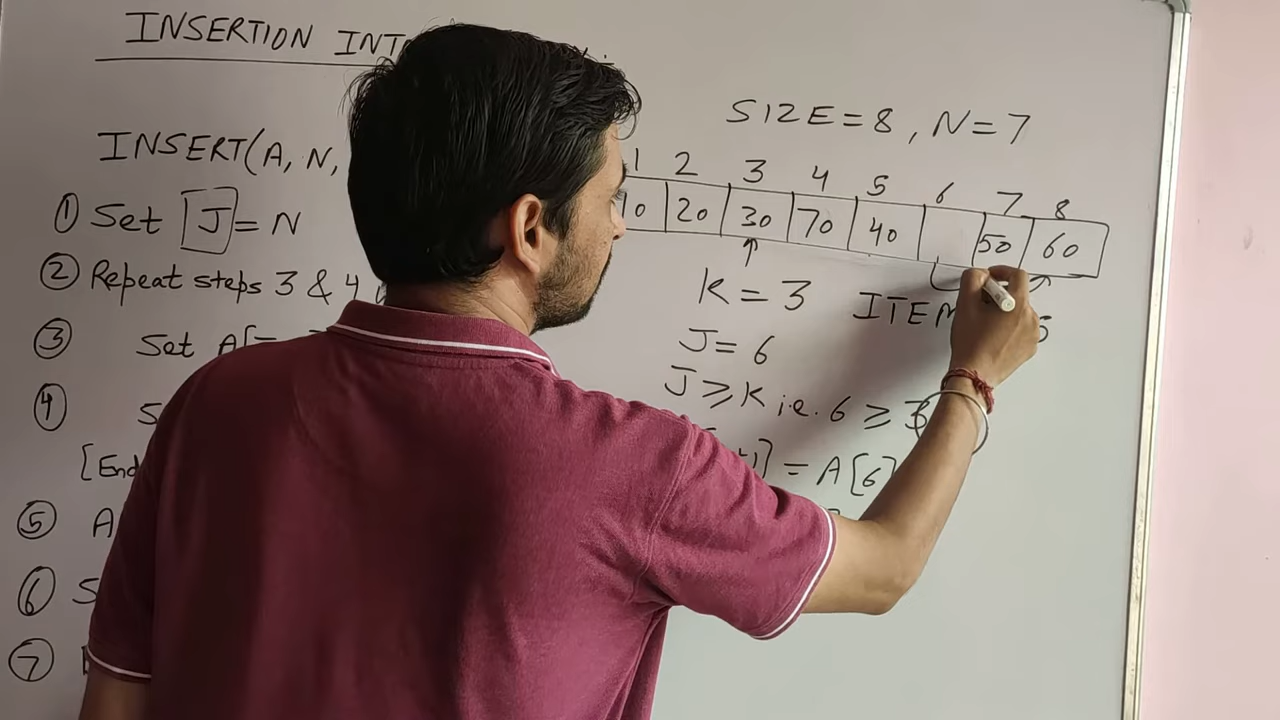 INSERTION INTO
INSERT(A, N,
① Set J = N
② Repeat steps 3 & 4
③ Set A[
④ S
[End
⑤ A
⑥ S
⑦
SIZE=8, N=7
1 2 3 4 5 6 7 8
10 20 30 70 40 50 60
K = 3 ITEM
J = 6
J ≥ K i.e. 6 ≥ 3
] = A[6]